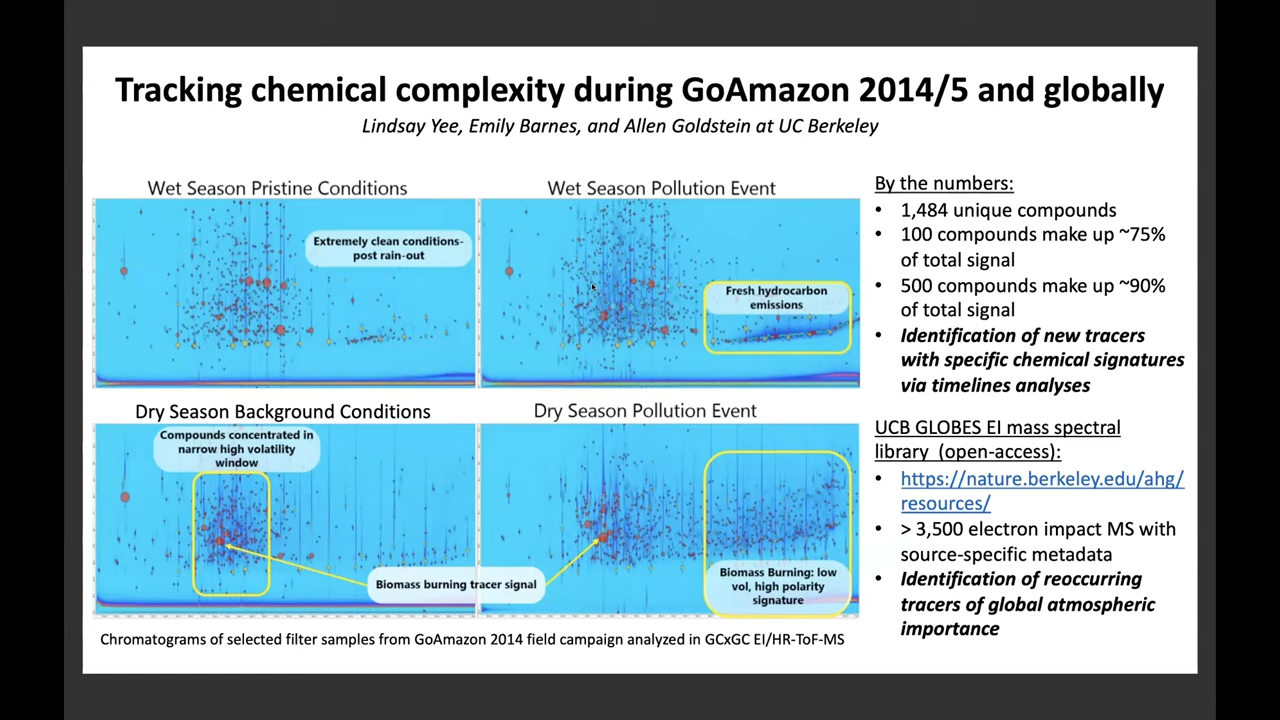 Tracking chemical complexity during GoAmazon 2014/5 and globally
Lindsay Yee, Emily Barnes, and Allen Goldstein at UC Berkeley
Wet Season Pristine Conditions
Extremely clean conditions-
post rain-out
Wet Season Pollution Event
Fresh hydrocarbon
emissions
Dry Season Background Conditions
Compounds concentrated in
narrow high volatility
window
Dry Season Pollution Event
Biomass burning tracer signal
Biomass Burning: low
vol, high polarity
signature
Chromatograms of selected filter samples from GoAmazon 2014 field campaign analyzed in GCxGC EI/HR-ToF-MS
By the numbers:
• 1,484 unique compounds
• 100 compounds make up ~75%
of total signal
• 500 compounds make up ~90%
of total signal
• Identification of new tracers
with specific chemical signatures
via timelines analyses
UCB GLOBES EI mass spectral
library (open-access):
• https://nature.berkeley.edu/ahg/
resources/
• > 3,500 electron impact MS with
source-specific metadata
• Identification of reoccurring
tracers of global atmospheric
importance